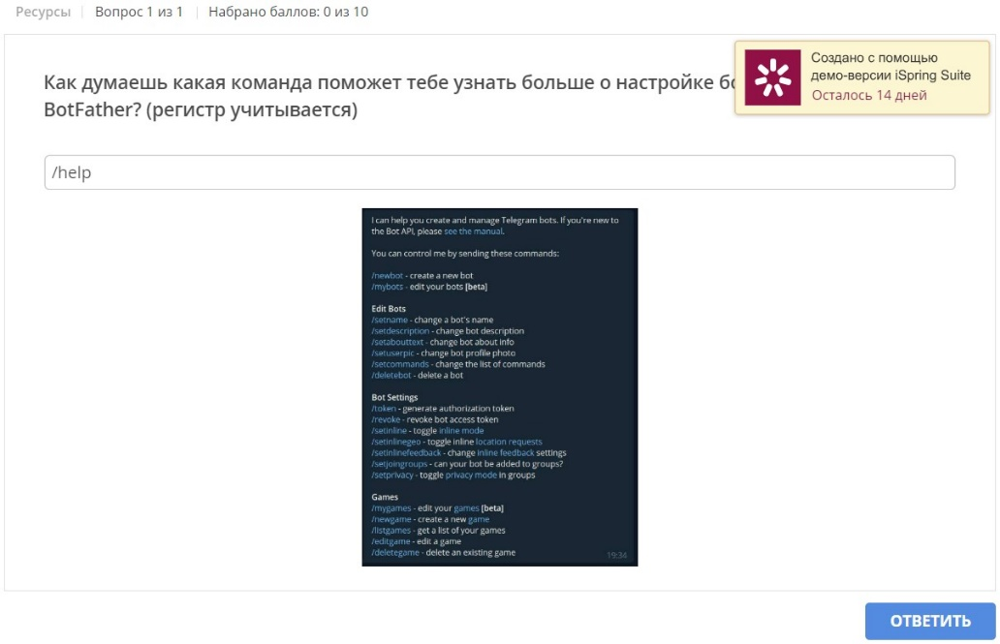 Ресурсы Вопрос 1 из 1 Набрано баллов: 0 из 10
Создано с помощью
демо-версии iSpring Suite
Осталось 14 дней
Как думаешь какая команда поможет тебе узнать больше о настройке
BotFather? (регистр учитывается)
/help
I can help you create and manage Telegram bots. If you're new to
the Bot API, please see the manual.
You can control me by sending these commands:
/newbot - create a new bot
/mybots - edit your bots [beta]
Edit Bots
/setname - change a bot's name
/setdescription - change bot description
/setabouttext - change bot about info
/setuserpic - change bot profile photo
/setcommands - change the list of commands
/deletebot - delete a bot
Bot Settings
/token - generate authorization token
/revoke - revoke bot access token
/setinline - toggle inline mode
/setinlinegeo - toggle inline location requests
/setinlinefeedback - change inline feedback settings
/setjoingroups - can your bot be added to groups?
/setprivacy - toggle privacy mode in groups
Games
/mygames - edit your games [beta]
/newgame - create a new game
/listgames - get a list of your games
/editgame - edit a game
/deletegame - delete an existing game
19:34
ОТВЕТИТЬ